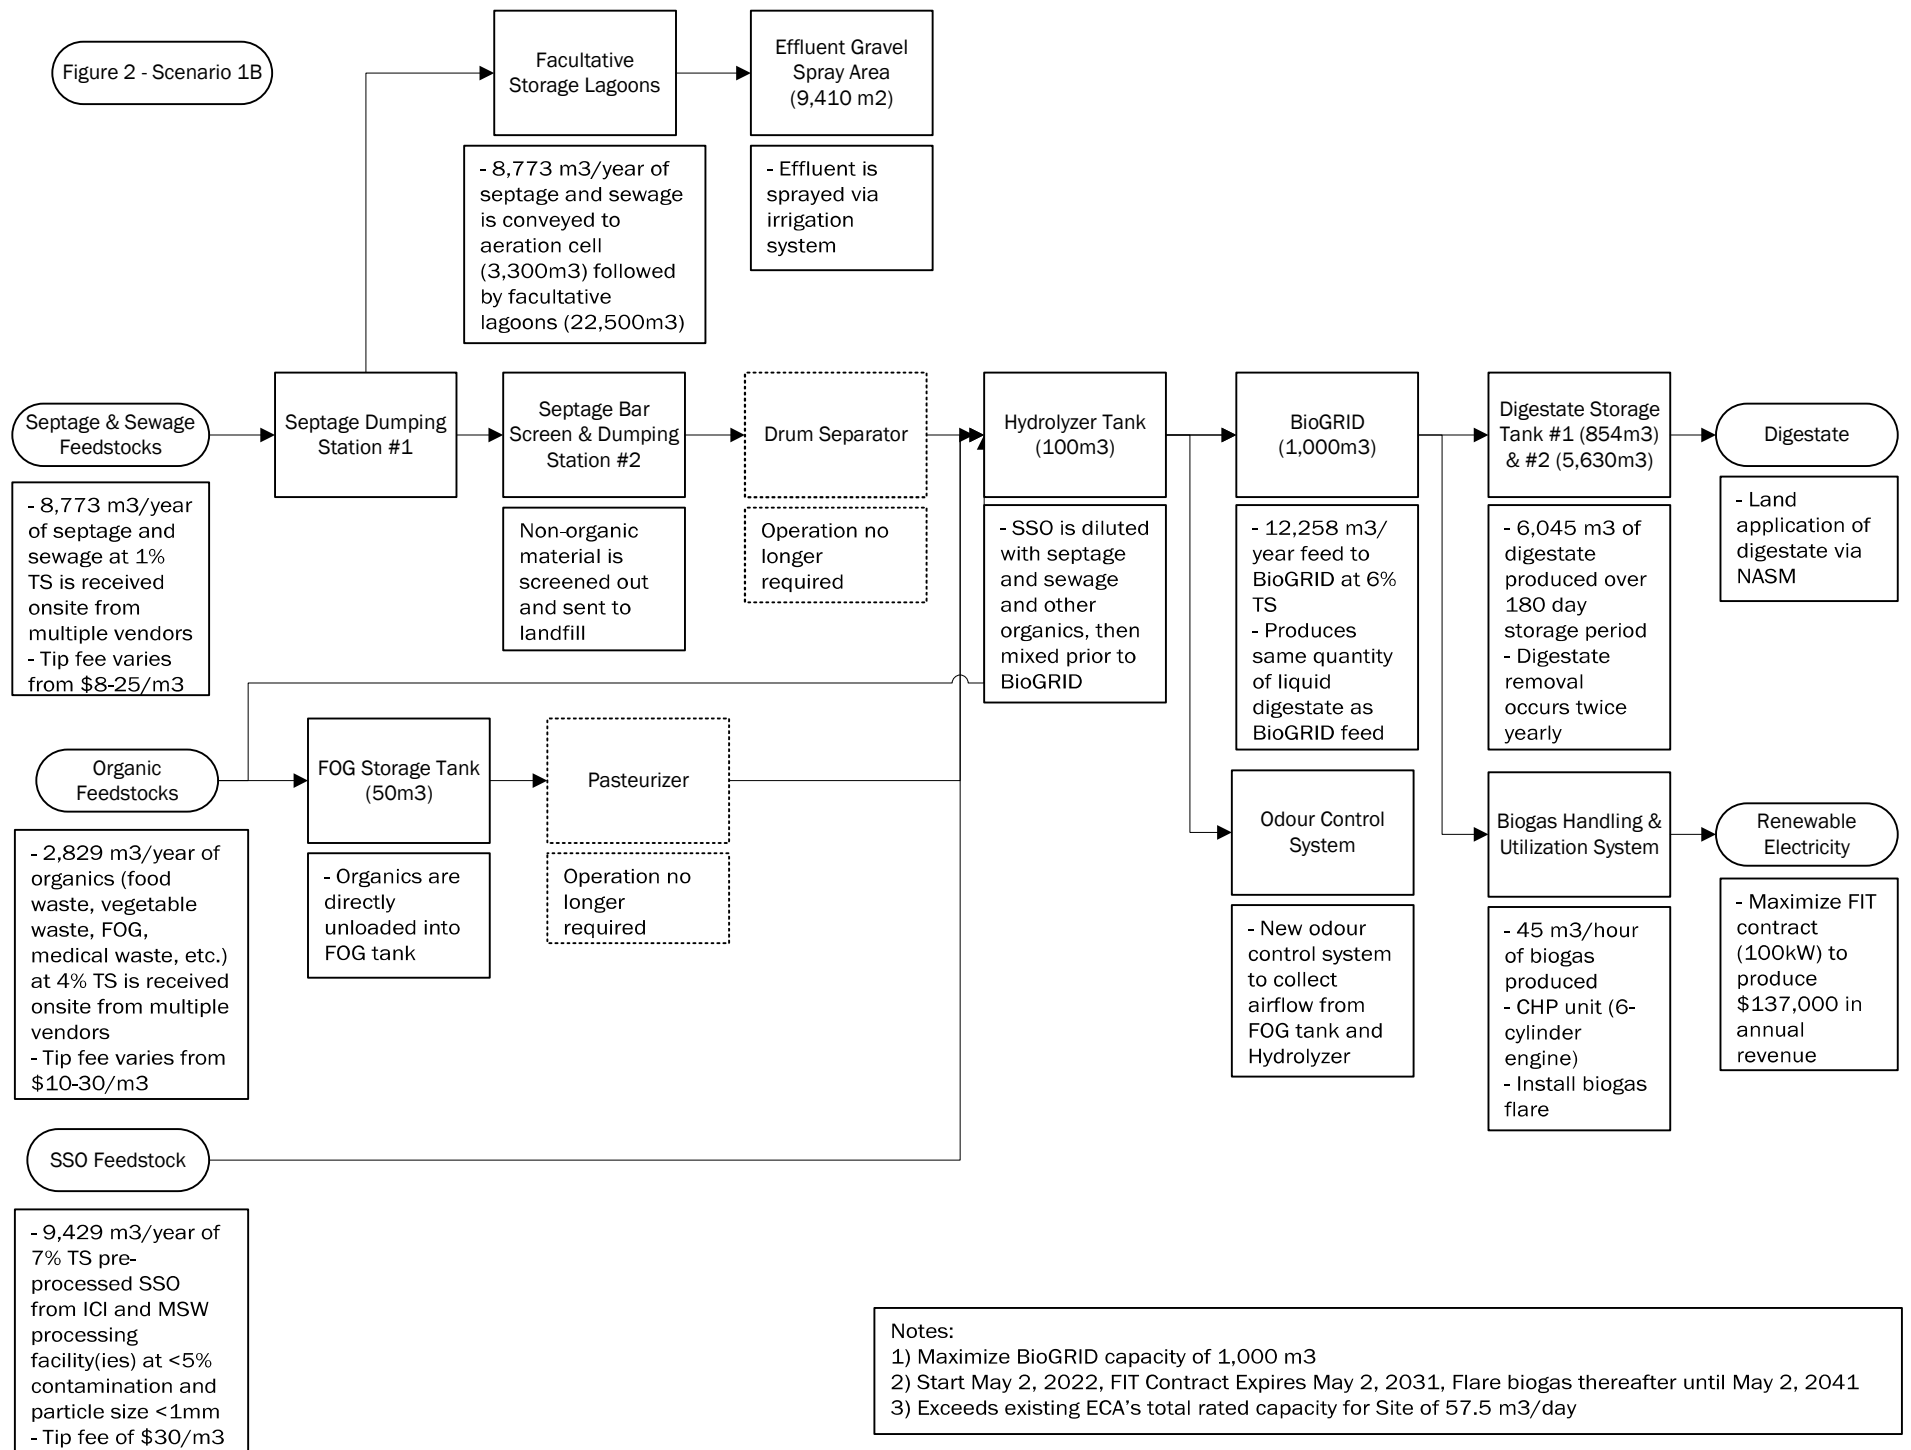 Figure 2 - Scenario 1B
Facultative
Storage Lagoons
- 8,773 m3/year of
septage and sewage
is conveyed to
aeration cell
(3,300m3) followed
by facultative
lagoons (22,500m3)
Effluent Gravel
Spray Area
(9,410 m2)
- Effluent is
sprayed via
irrigation
system
Septage & Sewage
Feedstocks
- 8,773 m3/year
of septage and
sewage at 1%
TS is received
onsite from
multiple vendors
- Tip fee varies
from $8-25/m3
Septage Dumping
Station #1
Septage Bar
Screen & Dumping
Station #2
Non-organic
material is
screened out
and sent to
landfill
Drum Separator
Operation no
longer
required
Hydrolyzer Tank
(100m3)
- SSO is diluted
with septage
and sewage
and other
organics, then
mixed prior to
BioGRID
BioGRID
(1,000m3)
- 12,258 m3/
year feed to
BioGRID at 6%
TS
- Produces
same quantity
of liquid
digestate as
BioGRID feed
Digestate Storage
Tank #1 (854m3)
& #2 (5,630m3)
- 6,045 m3 of
digestate
produced over
180 day
storage period
- Digestate
removal
occurs twice
yearly
Digestate
- Land
application of
digestate via
NASM
Organic
Feedstocks
- 2,829 m3/year of
organics (food
waste, vegetable
waste, FOG,
medical waste, etc.)
at 4% TS is received
onsite from multiple
vendors
- Tip fee varies from
$10-30/m3
FOG Storage Tank
(50m3)
- Organics are
directly
unloaded into
FOG tank
Pasteurizer
Operation no
longer
required
Odour Control
System
- New odour
control system
to collect
airflow from
FOG tank and
Hydrolyzer
Biogas Handling &
Utilization System
- 45 m3/hour
of biogas
produced
- CHP unit (6-
cylinder
engine)
- Install biogas
flare
Renewable
Electricity
- Maximize FIT
contract
(100kW) to
produce
$137,000 in
annual
revenue
SSO Feedstock
- 9,429 m3/year of
7% TS pre-
processed SSO
from ICI and MSW
processing
facility(ies) at <5%
contamination and
particle size <1mm
- Tip fee of $30/m3
Notes:
1) Maximize BioGRID capacity of 1,000 m3
2) Start May 2, 2022, FIT Contract Expires May 2, 2031, Flare biogas thereafter until May 2, 2041
3) Exceeds existing ECA's total rated capacity for Site of 57.5 m3/day